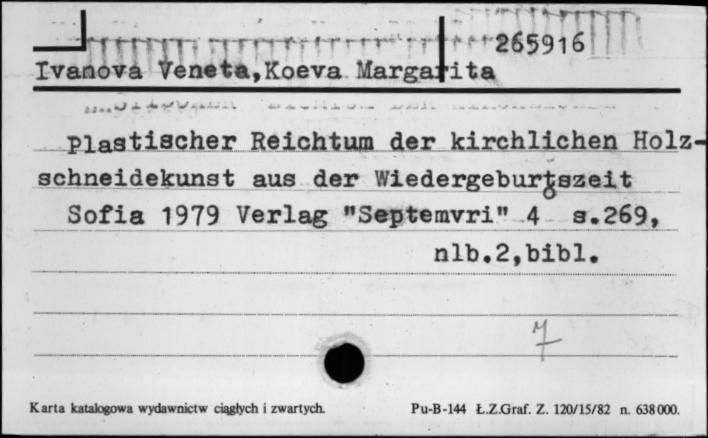 265916
Ivanova Veneta,Koeva Margarita
plastischer Reichtum der kirchlichen Holz-
schneidekunst aus der Wiedergeburtszeit
Sofia 1979 Verlag "Septemvri" 4° s.269,
nlb.2,bibl.
7
Karta katalogowa wydawnictw ciągłych i zwartych. Pu-B-144 Ł.Z.Graf. Z. 120/15/82 n. 638000.